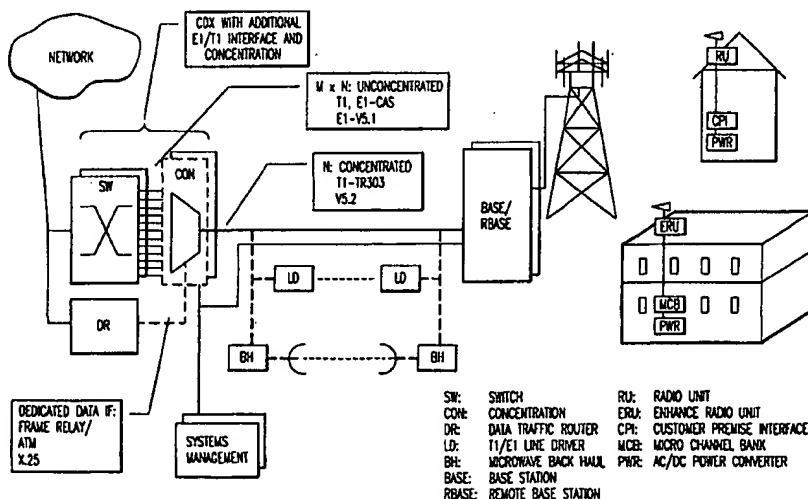 CDX WITH ADDITIONAL
E1/T1 INTERFACE AND
CONCENTRATION
NETWORK
M x N: UNCONCENTRATED
T1, E1-CAS
E1-V5.1
SW
CON
N: CONCENTRATED
T1-TR303
V5.2
BASE/
RBASE
RU
CPI
PWR
ERU
MCB
PWR
DR
LD
LD
BH
BH
DEDICATED DATA IF:
FRAME RELAY/
ATM
X.25
SYSTEMS
MANAGEMENT
SW: SWITCH
CON: CONCENTRATION
DR: DATA TRAFFIC ROUTER
LD: T1/E1 LINE DRIVER
BH: MICROWAVE BACK HAUL
BASE: BASE STATION
RBASE: REMOTE BASE STATION
RU: RADIO UNIT
ERU: ENHANCE RADIO UNIT
CPI: CUSTOMER PREMISE INTERFACE
MCB: MICRO CHANNEL BANK
PWR: AC/DC POWER CONVERTER